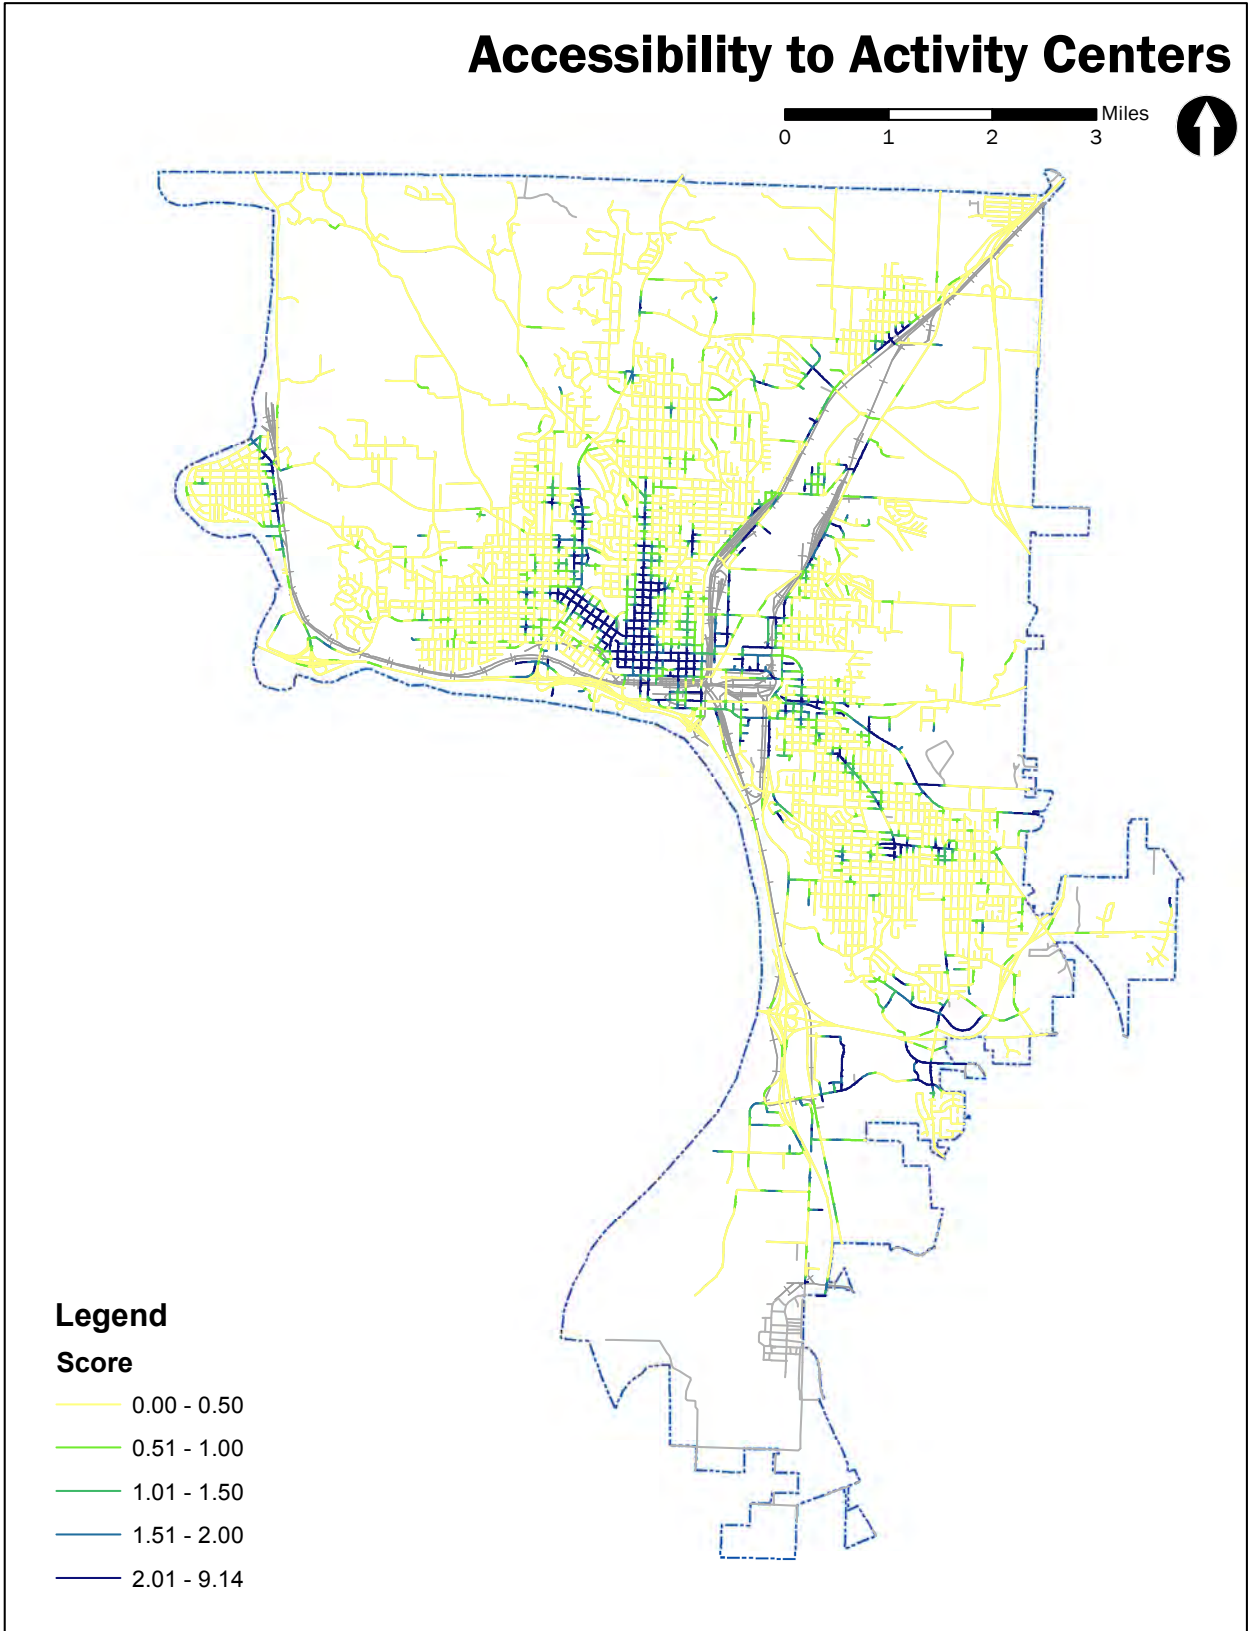 Accessibility to Activity Centers
Miles
0 1 2 3
Legend
Score
0.00 - 0.50
0.51 - 1.00
1.01 - 1.50
1.51 - 2.00
2.01 - 9.14